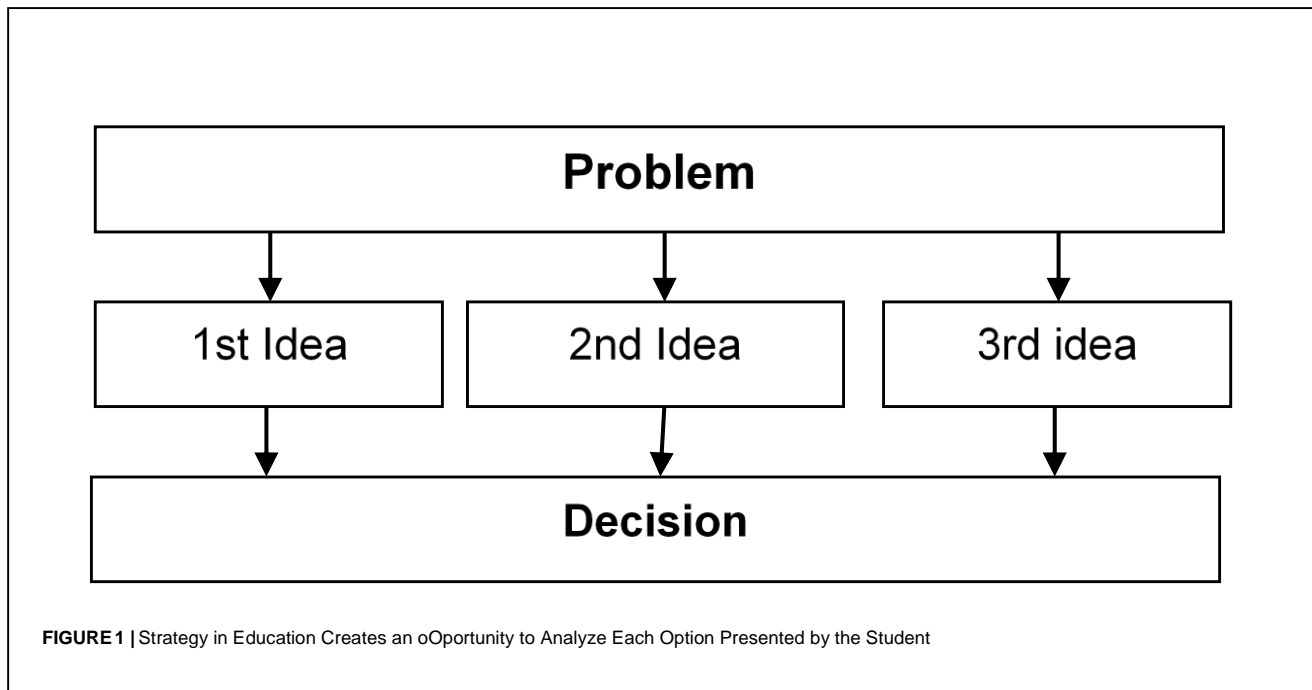 Problem
1st Idea 2nd Idea 3rd idea
Decision
FIGURE 1 | Strategy in Education Creates an oOportunity to Analyze Each Option Presented by the Student